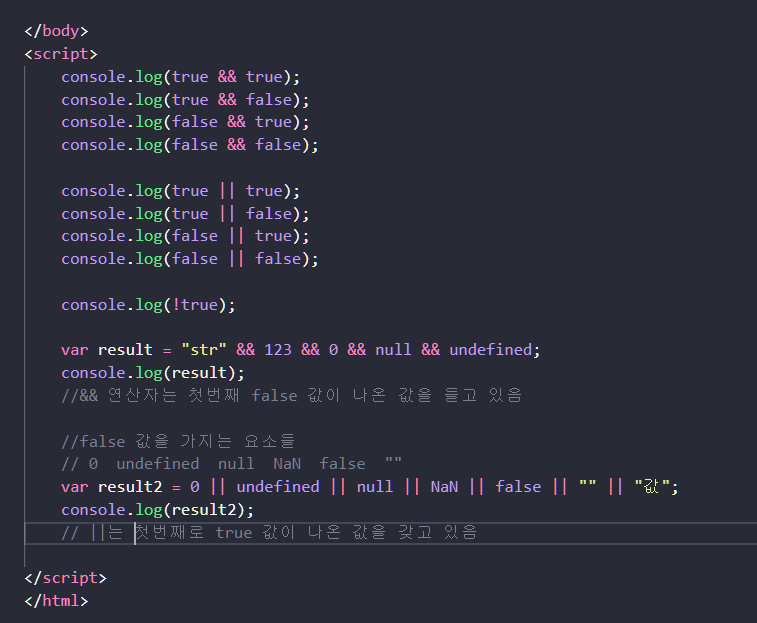 </body>
<script>
console.log(true && true);
console.log(true && false);
console.log(false && true);
console.log(false && false);
console.log(true || true);
console.log(true || false);
console.log(false || true);
console.log(false || false);
console.log(!true);
var result = "str" && 123 && 0 && null && undefined;
console.log(result);
//&& 연산자는 첫번째 false 값이 나온 값을 들고 있음
//false 값을 가지는 요소들
// 0  undefined  null  NaN  false  ""
var result2 = 0 || undefined || null || NaN || false || "" || "값";
console.log(result2);
// ||는 첫번째로 true 값이 나온 값을 갖고 있음
</script>
</html>